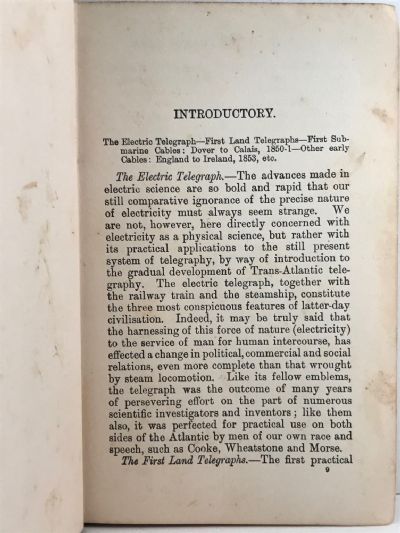 INTRODUCTORY.
The Electric Telegraph—First Land Telegraphs—First Sub-
marine Cables: Dover to Calais, 1850-1—Other early
Cables: England to Ireland, 1853, etc.
The Electric Telegraph.—The advances made in
electric science are so bold and rapid that our
still comparative ignorance of the precise nature
of electricity must always seem strange. We
are not, however, here directly concerned with
electricity as a physical science, but rather with
its practical applications to the still present
system of telegraphy, by way of introduction to
the gradual development of Trans-Atlantic tele-
graphy. The electric telegraph, together with
the railway train and the steamship, constitute
the three most conspicuous features of latter-day
civilisation. Indeed, it may be truly said that
the harnessing of this force of nature (electricity)
to the service of man for human intercourse, has
effected a change in political, commercial and social
relations, even more complete than that wrought
by steam locomotion. Like its fellow emblems,
the telegraph was the outcome of many years
of persevering effort on the part of numerous
scientific investigators and inventors; like them
also, it was perfected for practical use on both
sides of the Atlantic by men of our own race and
speech, such as Cooke, Wheatstone and Morse.
The First Land Telegraphs.—The first practical
9